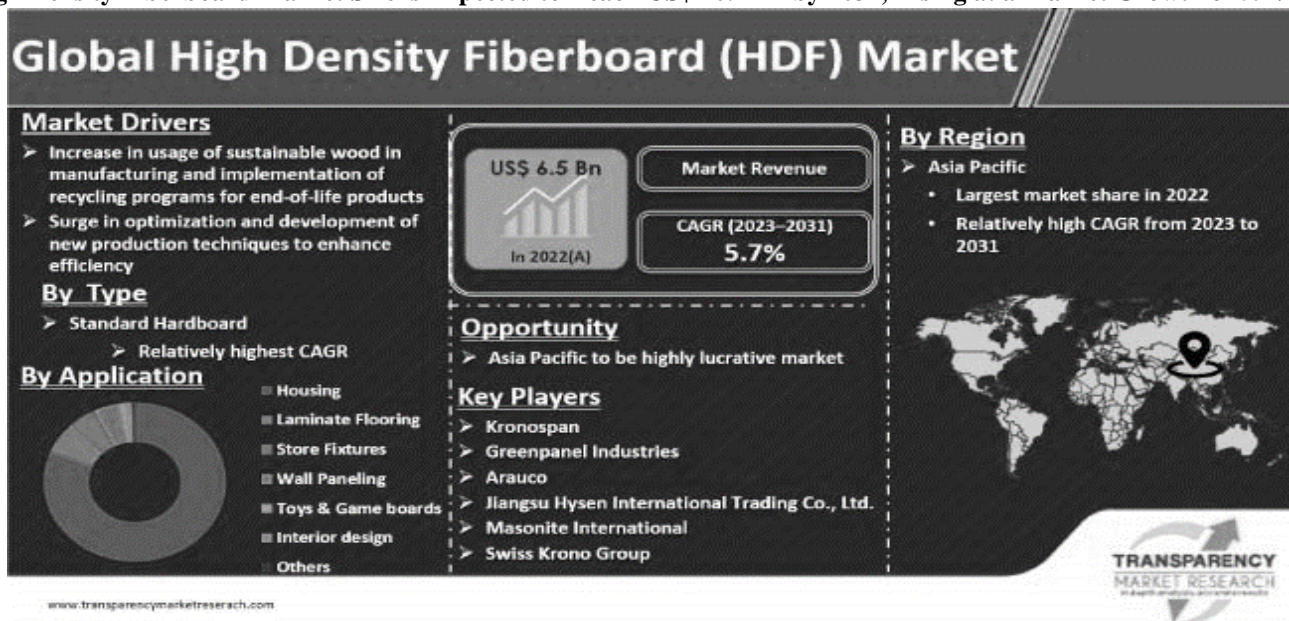 Density Fiberboard Market
Global High Density Fiberboard (HDF) Market
Market Drivers
➢ Increase in usage of sustainable wood in
manufacturing and implementation of
recycling programs for end-of-life products
➢ Surge in optimization and development of
new production techniques to enhance
efficiency
By Type
➢ Standard Hardboard
➢ Relatively highest CAGR
By Application
Housing
Laminate Flooring
Store Fixtures
Wall Paneling
Toys & Game boards
Interior design
Others
US$ 6.5 Bn
In 2022(A)
Market Revenue
CAGR (2023–2031)
5.7%
Opportunity
➢ Asia Pacific to be highly lucrative market
Key Players
➢ Kronospan
➢ Greenpanel Industries
➢ Arauco
➢ Jiangsu Hysen International Trading Co., Ltd.
➢ Masonite International
➢ Swiss Krono Group
By Region
➢ Asia Pacific
• Largest market share in 2022
• Relatively high CAGR from 2023 to
2031
TRANSPARENCY
MARKET RESEARCH
www.transparencymarketreserach.com